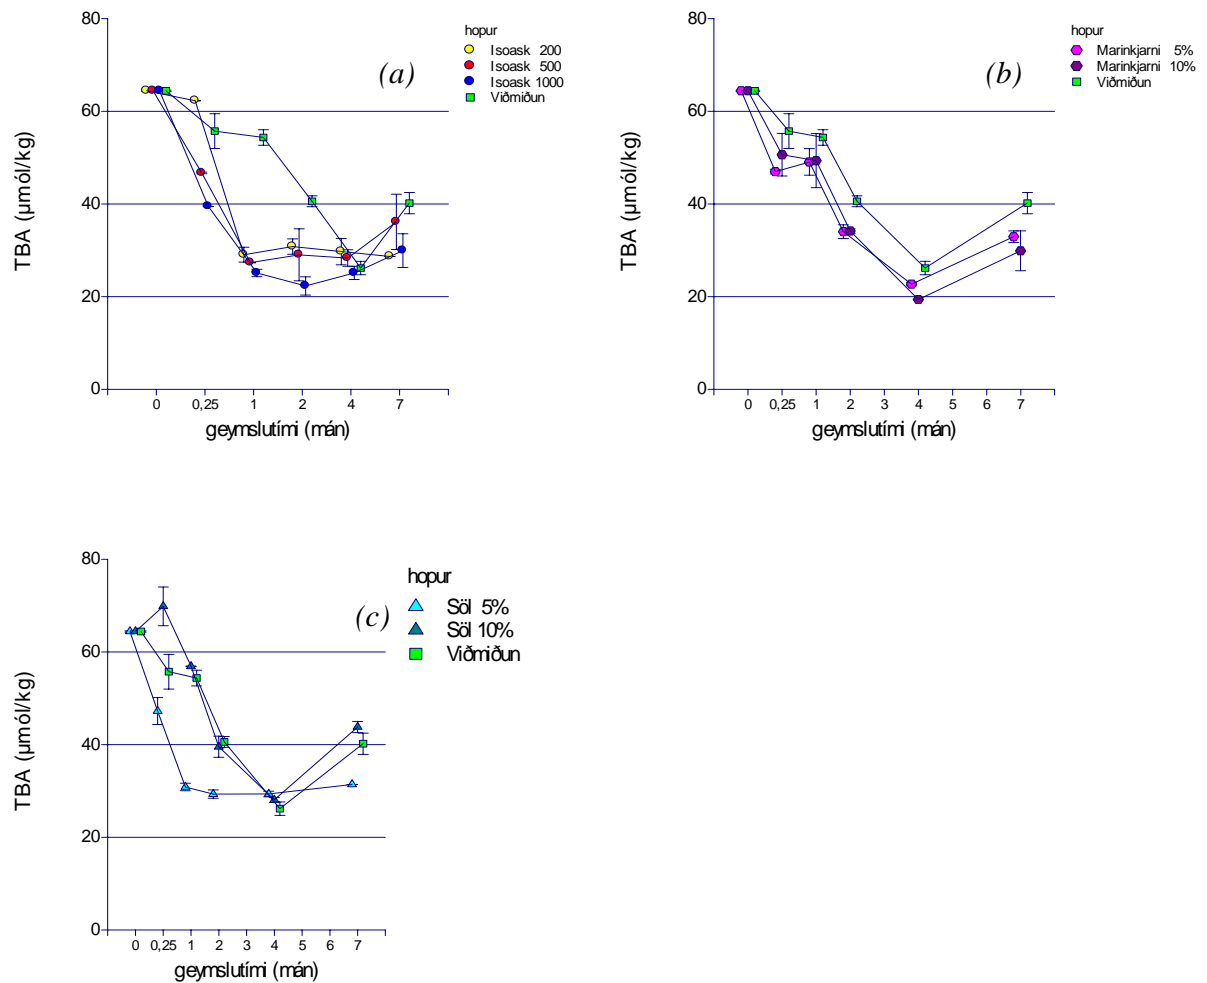 hopur
Isoask 200
Isoask 500
Isoask 1000
Viðmiðun
(a)
TBA (µmól/kg)
80
60
40
20
0
0 0,25 1 2 4 7
geymslutími (mán)
hopur
Marinkjarni 5%
Marinkjarni 10%
Viðmiðun
(b)
TBA (µmól/kg)
80
60
40
20
0
0 0,25 1 2 3 4 5 6 7
geymslutími (mán)
hopur
Söl 5%
Söl 10%
Viðmiðun
(c)
TBA (µmól/kg)
80
60
40
20
0
0 0,25 1 2 4 7
geymslutími (mán)